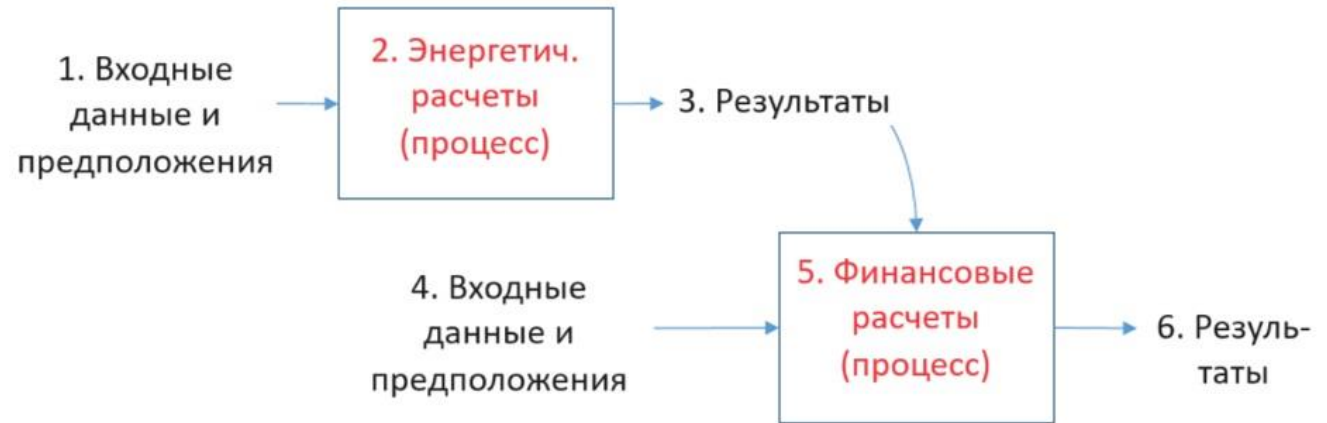 1. Входные
данные и
предположения
2. Энергетич.
расчеты
(процесс)
3. Результаты
4. Входные
данные и
предположения
5. Финансовые
расчеты
(процесс)
6. Резуль-
таты